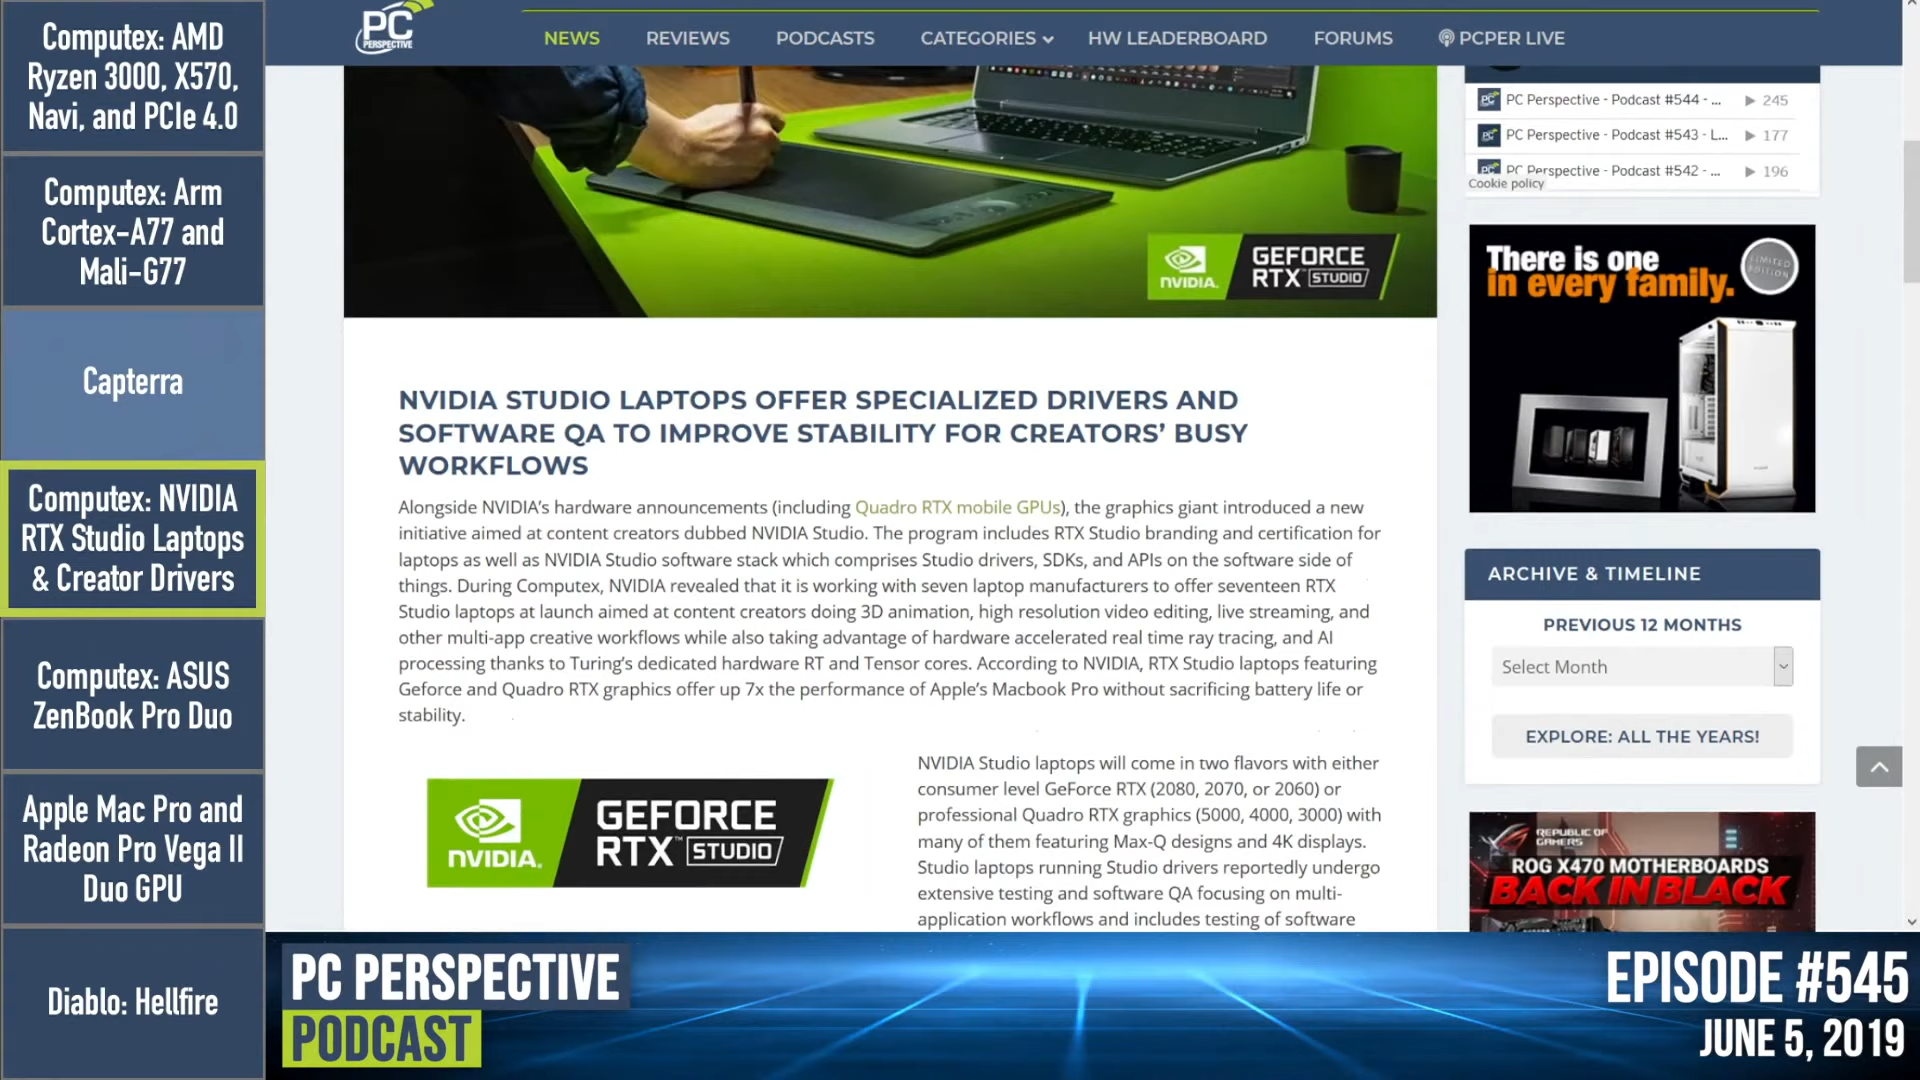 Computex: AMD
Ryzen 3000, X570,
Navi, and PCIe 4.0
Computex: Arm
Cortex-A77 and
Mali-G77
Capterra
Computex: NVIDIA
RTX Studio Laptops
& Creator Drivers
Computex: ASUS
ZenBook Pro Duo
Apple Mac Pro and
Radeon Pro Vega II
Duo GPU
Diablo: Hellfire
PC
PERSPECTIVE
NEWS REVIEWS PODCASTS CATEGORIES HW LEADERBOARD FORUMS PCPER LIVE
NVIDIA.
GEFORCE
RTX™ STUDIO
NVIDIA STUDIO LAPTOPS OFFER SPECIALIZED DRIVERS AND
SOFTWARE QA TO IMPROVE STABILITY FOR CREATORS’ BUSY
WORKFLOWS
Alongside NVIDIA’s hardware announcements (including Quadro RTX mobile GPUs), the graphics giant introduced a new
initiative aimed at content creators dubbed NVIDIA Studio. The program includes RTX Studio branding and certification for
laptops as well as NVIDIA Studio software stack which comprises Studio drivers, SDKs, and APIs on the software side of
things. During Computex, NVIDIA revealed that it is working with seven laptop manufacturers to offer seventeen RTX
Studio laptops at launch aimed at content creators doing 3D animation, high resolution video editing, live streaming, and
other multi-app creative workflows while also taking advantage of hardware accelerated real time ray tracing, and AI
processing thanks to Turing’s dedicated hardware RT and Tensor cores. According to NVIDIA, RTX Studio laptops featuring
Geforce and Quadro RTX graphics offer up 7x the performance of Apple’s Macbook Pro without sacrificing battery life or
stability.
NVIDIA.
GEFORCE
RTX™ STUDIO
NVIDIA Studio laptops will come in two flavors with either
consumer level GeForce RTX (2080, 2070, or 2060) or
professional Quadro RTX graphics (5000, 4000, 3000) with
many of them featuring Max-Q designs and 4K displays.
Studio laptops running Studio drivers reportedly undergo
extensive testing and software QA focusing on multi-
application workflows and includes testing of software
PC Perspective - Podcast #544 - ... 245
PC Perspective - Podcast #543 - L... 177
PC Perspective - Podcast #542 - ... 196
Cookie policy
There is one
in every family.
LIMITED
EDITION
ARCHIVE & TIMELINE
PREVIOUS 12 MONTHS
Select Month
EXPLORE: ALL THE YEARS!
REPUBLIC OF
GAMERS
ROG X470 MOTHERBOARDS
BACK IN BLACK
PC PERSPECTIVE
PODCAST
EPISODE #545
JUNE 5, 2019